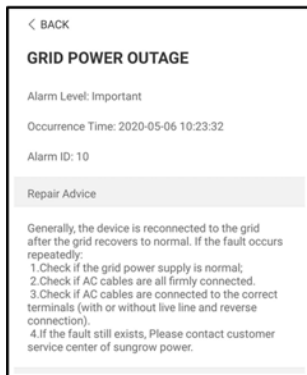 < BACK
GRID POWER OUTAGE
Alarm Level: Important
Occurrence Time: 2020-05-06 10:23:32
Alarm ID: 10
Repair Advice
Generally, the device is reconnected to the grid
after the grid recovers to normal. If the fault occurs
repeatedly:
1.Check if the grid power supply is normal;
2.Check if AC cables are all firmly connected.
3.Check if AC cables are connected to the correct
terminals (with or without live line and reverse
connection).
4.If the fault still exists, Please contact customer
service center of sungrow power.